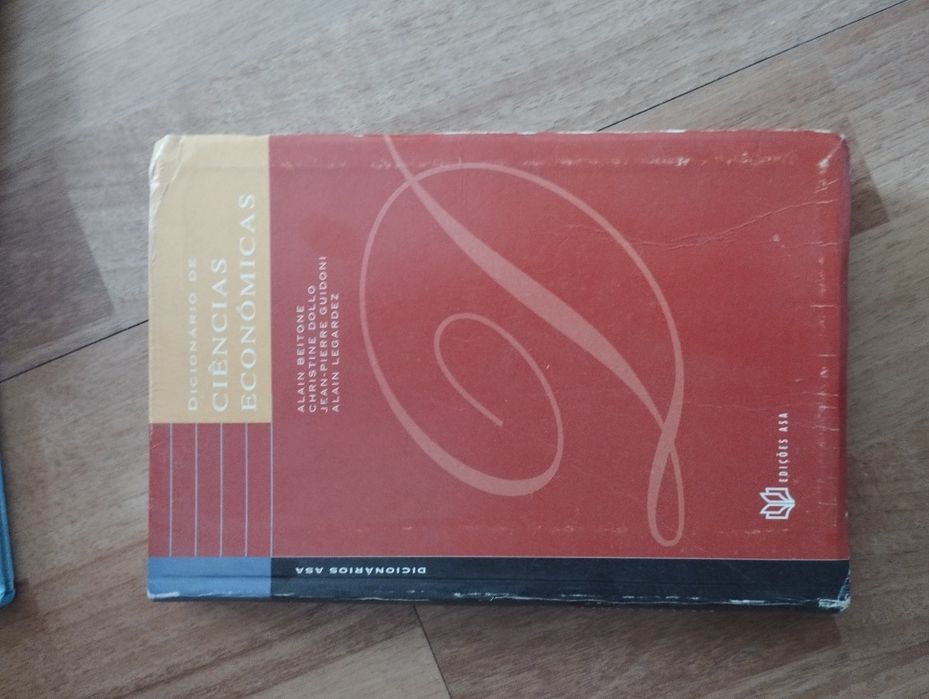 DICIONÁRIO DE
CIÊNCIAS
ECONÓMICAS
ALAIN BEITONE
CHRISTINE DOLLO
JEAN-PIERRE GUIDONI
ALAIN LEGARDEZ
EDIÇÕES ASA
DICIONÁRIOS ASA